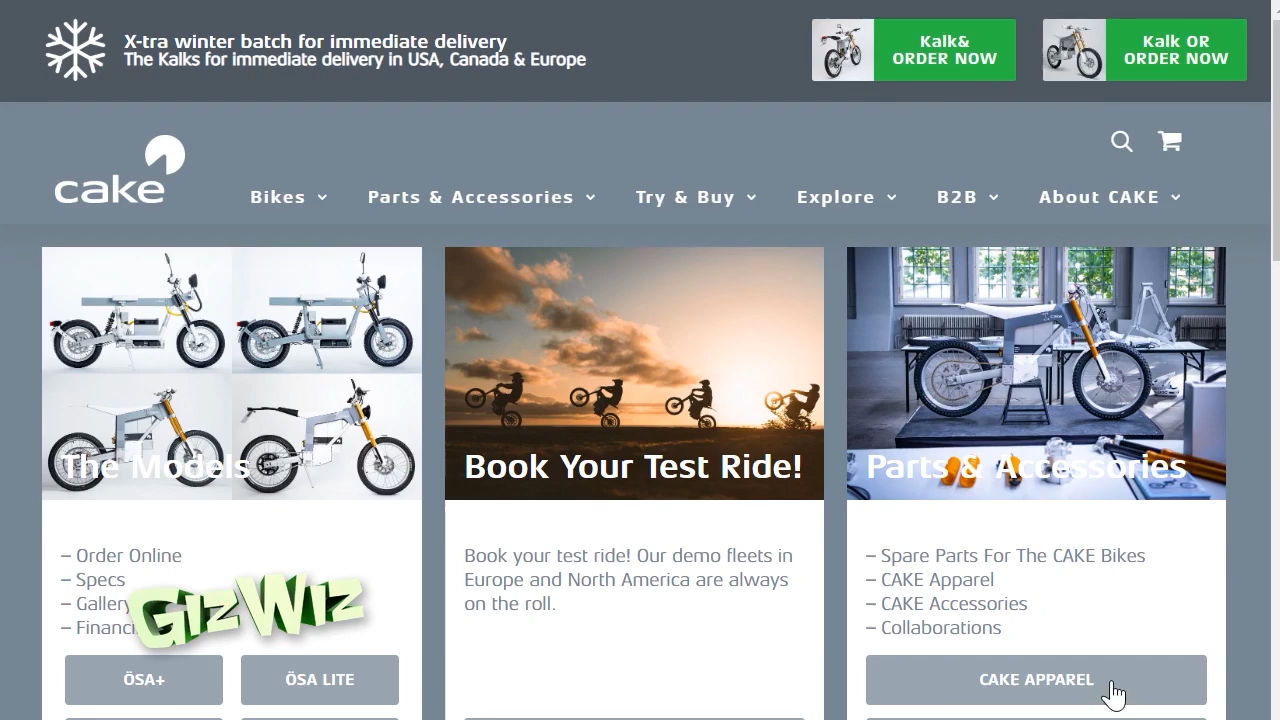 X-tra winter batch for immediate delivery
The Kalks for immediate delivery in USA, Canada & Europe
Kalk&
ORDER NOW
Kalk OR
ORDER NOW
cake
Bikes
Parts & Accessories
Try & Buy
Explore
B2B
About CAKE
The Models
Book Your Test Ride!
Parts & Accessories
– Order Online
– Specs
– Gallery
GizWiz
ÖSA+
ÖSA LITE
Book your test ride! Our demo fleets in
Europe and North America are always
on the roll.
– Spare Parts For The CAKE Bikes
– CAKE Apparel
– CAKE Accessories
– Collaborations
CAKE APPAREL